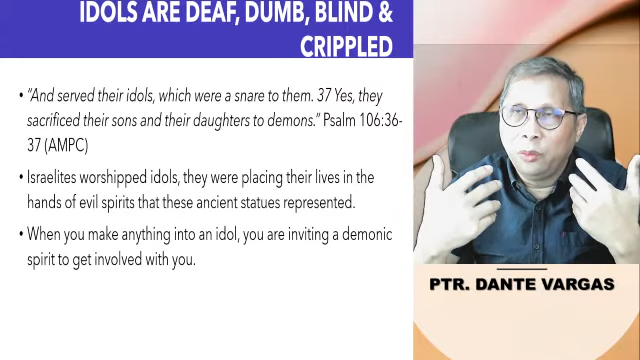 IDOLS ARE DEAF, DUMB, BLIND &
CRIPPLED
• "And served their idols, which were a snare to them. 37 Yes, they
sacrificed their sons and their daughters to demons." Psalm 106:36-
37 (AMPC)
• Israelites worshipped idols, they were placing their lives in the
hands of evil spirits that these ancient statues represented.
• When you make anything into an idol, you are inviting a demonic
spirit to get involved with you.
PTR. DANTE VARGAS